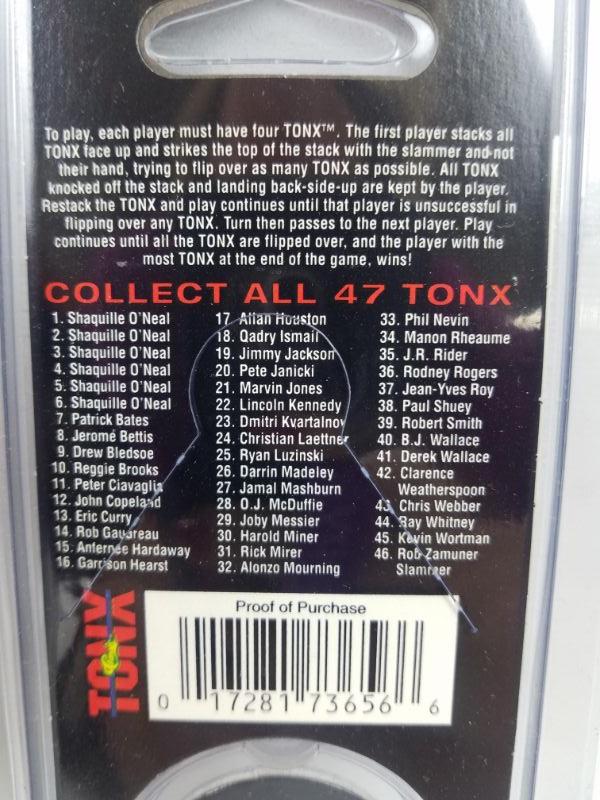 To play, each player must have four TONX™. The first player stacks all
TONX face up and strikes the top of the stack with the slammer and not
their hand, trying to flip over as many TONX as possible. All TONX
knocked off the stack and landing back-side-up are kept by the player.
Restack the TONX and play continues until that player is unsuccessful in
flipping over any TONX. Turn then passes to the next player. Play
continues until all the TONX are flipped over, and the player with the
most TONX at the end of the game, wins!
COLLECT ALL 47 TONX
1. Shaquille O'Neal
2. Shaquille O'Neal
3. Shaquille O'Neal
4. Shaquille O'Neal
5. Shaquille O'Neal
6. Shaquille O'Neal
7. Patrick Bates
8. Jerome Bettis
9. Drew Bledsoe
10. Reggie Brooks
11. Peter Ciavaglia
12. John Copeland
13. Eric Curry
14. Rob Gaudreau
15. Anfernee Hardaway
16. Garrison Hearst
17. Allan Houston
18. Qadry Ismail
19. Jimmy Jackson
20. Pete Janicki
21. Marvin Jones
22. Lincoln Kennedy
23. Dmitri Kvartalnov
24. Christian Laettner
25. Ryan Luzinski
26. Darrin Madeley
27. Jamal Mashburn
28. O.J. McDuffie
29. Joby Messier
30. Harold Miner
31. Rick Mirer
32. Alonzo Mourning
33. Phil Nevin
34. Manon Rheaume
35. J.R. Rider
36. Rodney Rogers
37. Jean-Yves Roy
38. Paul Shuey
39. Robert Smith
40. B.J. Wallace
41. Derek Wallace
42. Clarence
Weatherspoon
43. Chris Webber
44. Ray Whitney
45. Kevin Wortman
46. Rob Zamuner
Slammer
TONX
Proof of Purchase
0 17281 73656 6